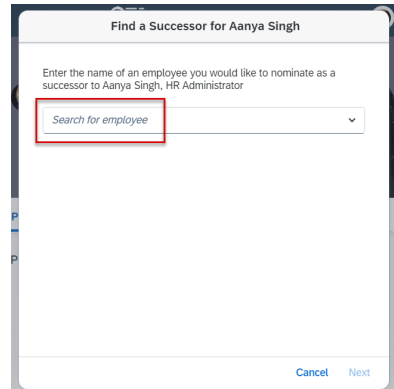 Find a Successor for Aanya Singh
Enter the name of an employee you would like to nominate as a
successor to Aanya Singh, HR Administrator
Search for employee
P
P
Cancel Next